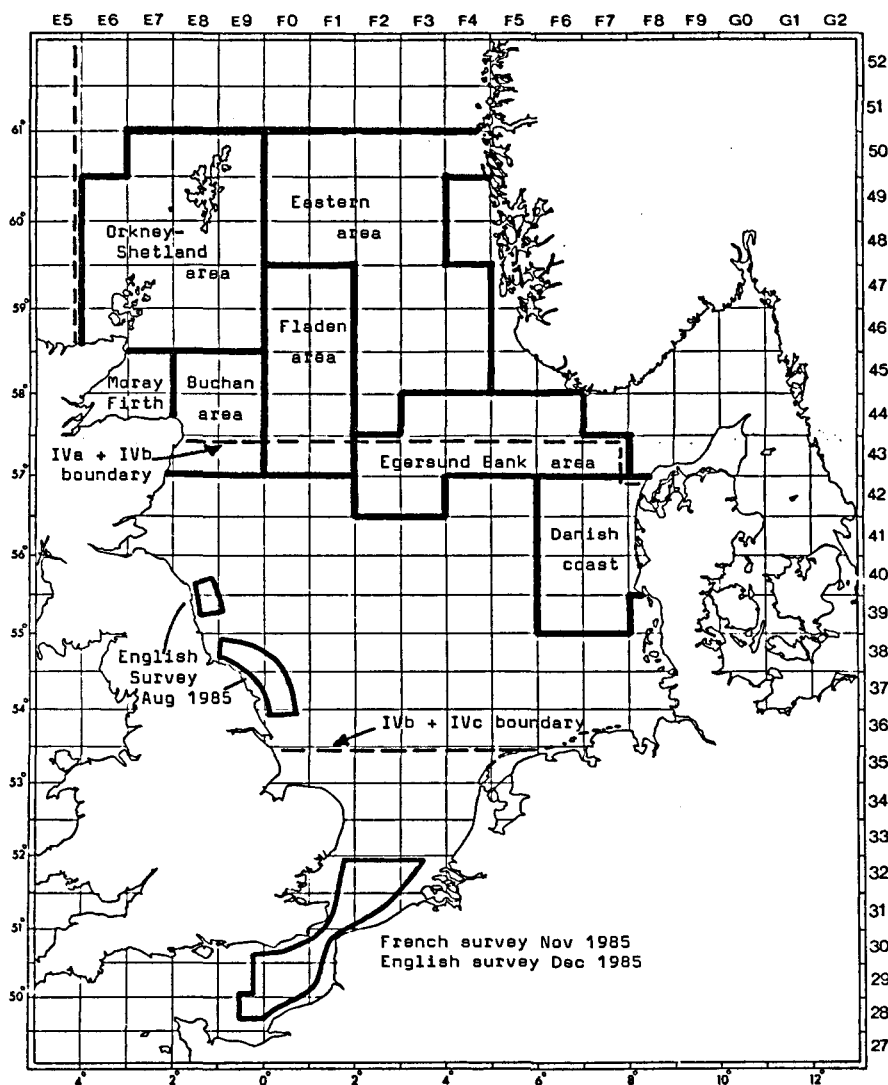 E5 E6 E7 E8 E9 F0 F1 F2 F3 F4 F5 F6 F7 F8 F9 G0 G1 G2
52
51
61° 50
49
60° 48
47
59° 46
45
58° 44
43
57° 42
41
56° 40
39
55° 38
37
54° 36
35
53° 34
33
52° 32
31
51° 30
29
50° 28
27
Eastern
area
Orkney-
Shetland
area
Fladen
area
Moray
Firth
Buchan
area
IVa + IVb
boundary
Egersund Bank area
Danish
coast
English
Survey
Aug 1985
IVb + IVc boundary
French survey Nov 1985
English survey Dec 1985
4° 2° 0° 2° 4° 6° 8° 10° 12°